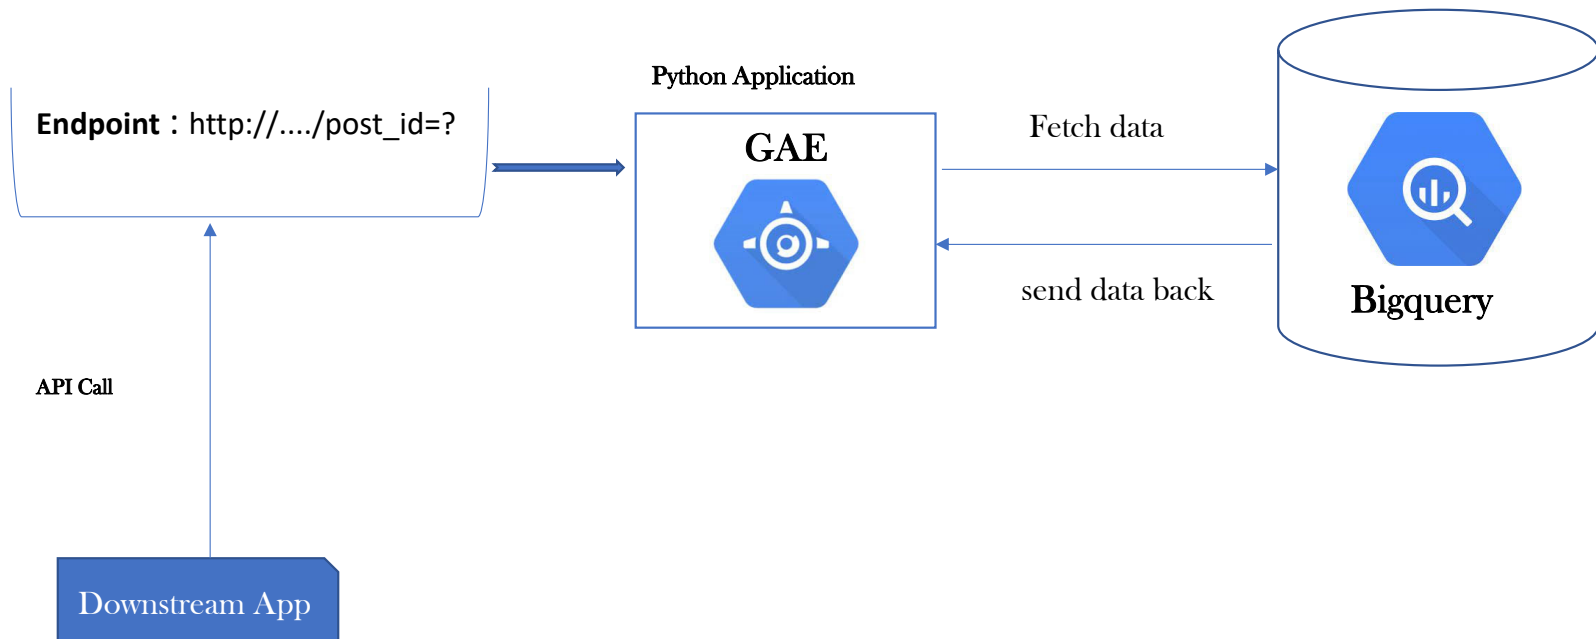 Python Application
Endpoint : http://..../post_id=?
GAE
Fetch data
send data back
Bigquery
API Call
Downstream App